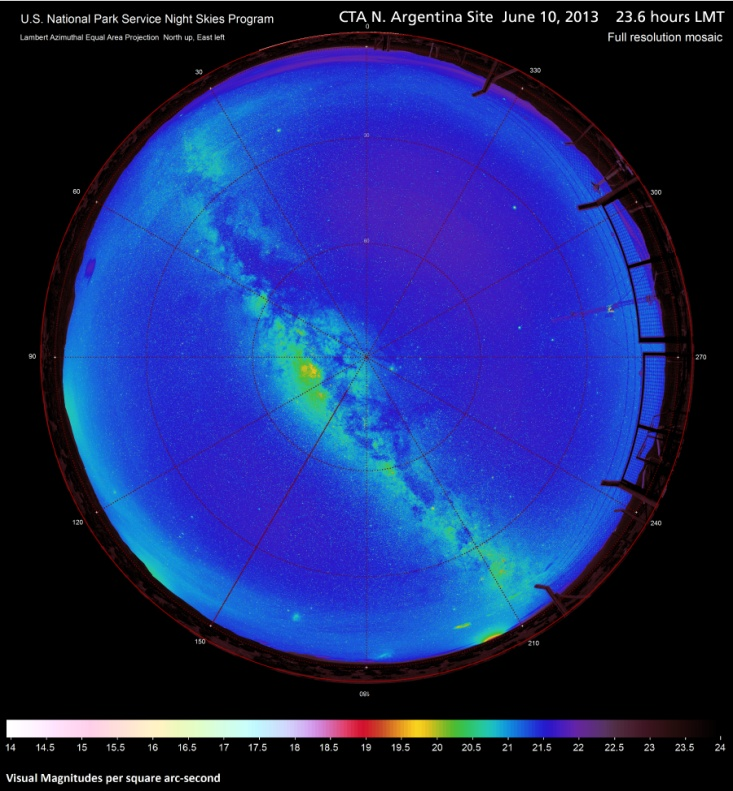 U.S. National Park Service Night Skies Program
CTA N. Argentina Site June 10, 2013 23.6 hours LMT
Lambert Azimuthal Equal Area Projection North up, East left
Full resolution mosaic
0
30
330
30
60
300
60
90
270
120
240
150
210
180
14 14.5 15 15.5 16 16.5 17 17.5 18 18.5 19 19.5 20 20.5 21 21.5 22 22.5 23 23.5 24
Visual Magnitudes per square arc-second